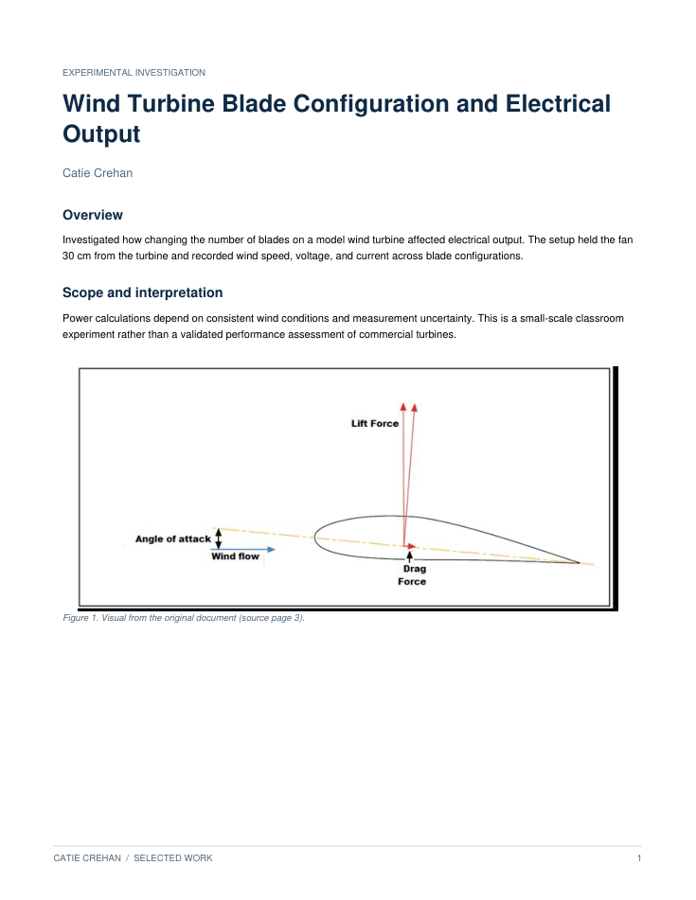 EXPERIMENTAL INVESTIGATION
Wind Turbine Blade Configuration and Electrical
Output
Catie Crehan
Overview
Investigated how changing the number of blades on a model wind turbine affected electrical output. The setup held the fan
30 cm from the turbine and recorded wind speed, voltage, and current across blade configurations.
Scope and interpretation
Power calculations depend on consistent wind conditions and measurement uncertainty. This is a small-scale classroom
experiment rather than a validated performance assessment of commercial turbines.
Lift Force
Angle of attack
Wind flow
Drag
Force
Figure 1. Visual from the original document (source page 3).
CATIE CREHAN / SELECTED WORK
1